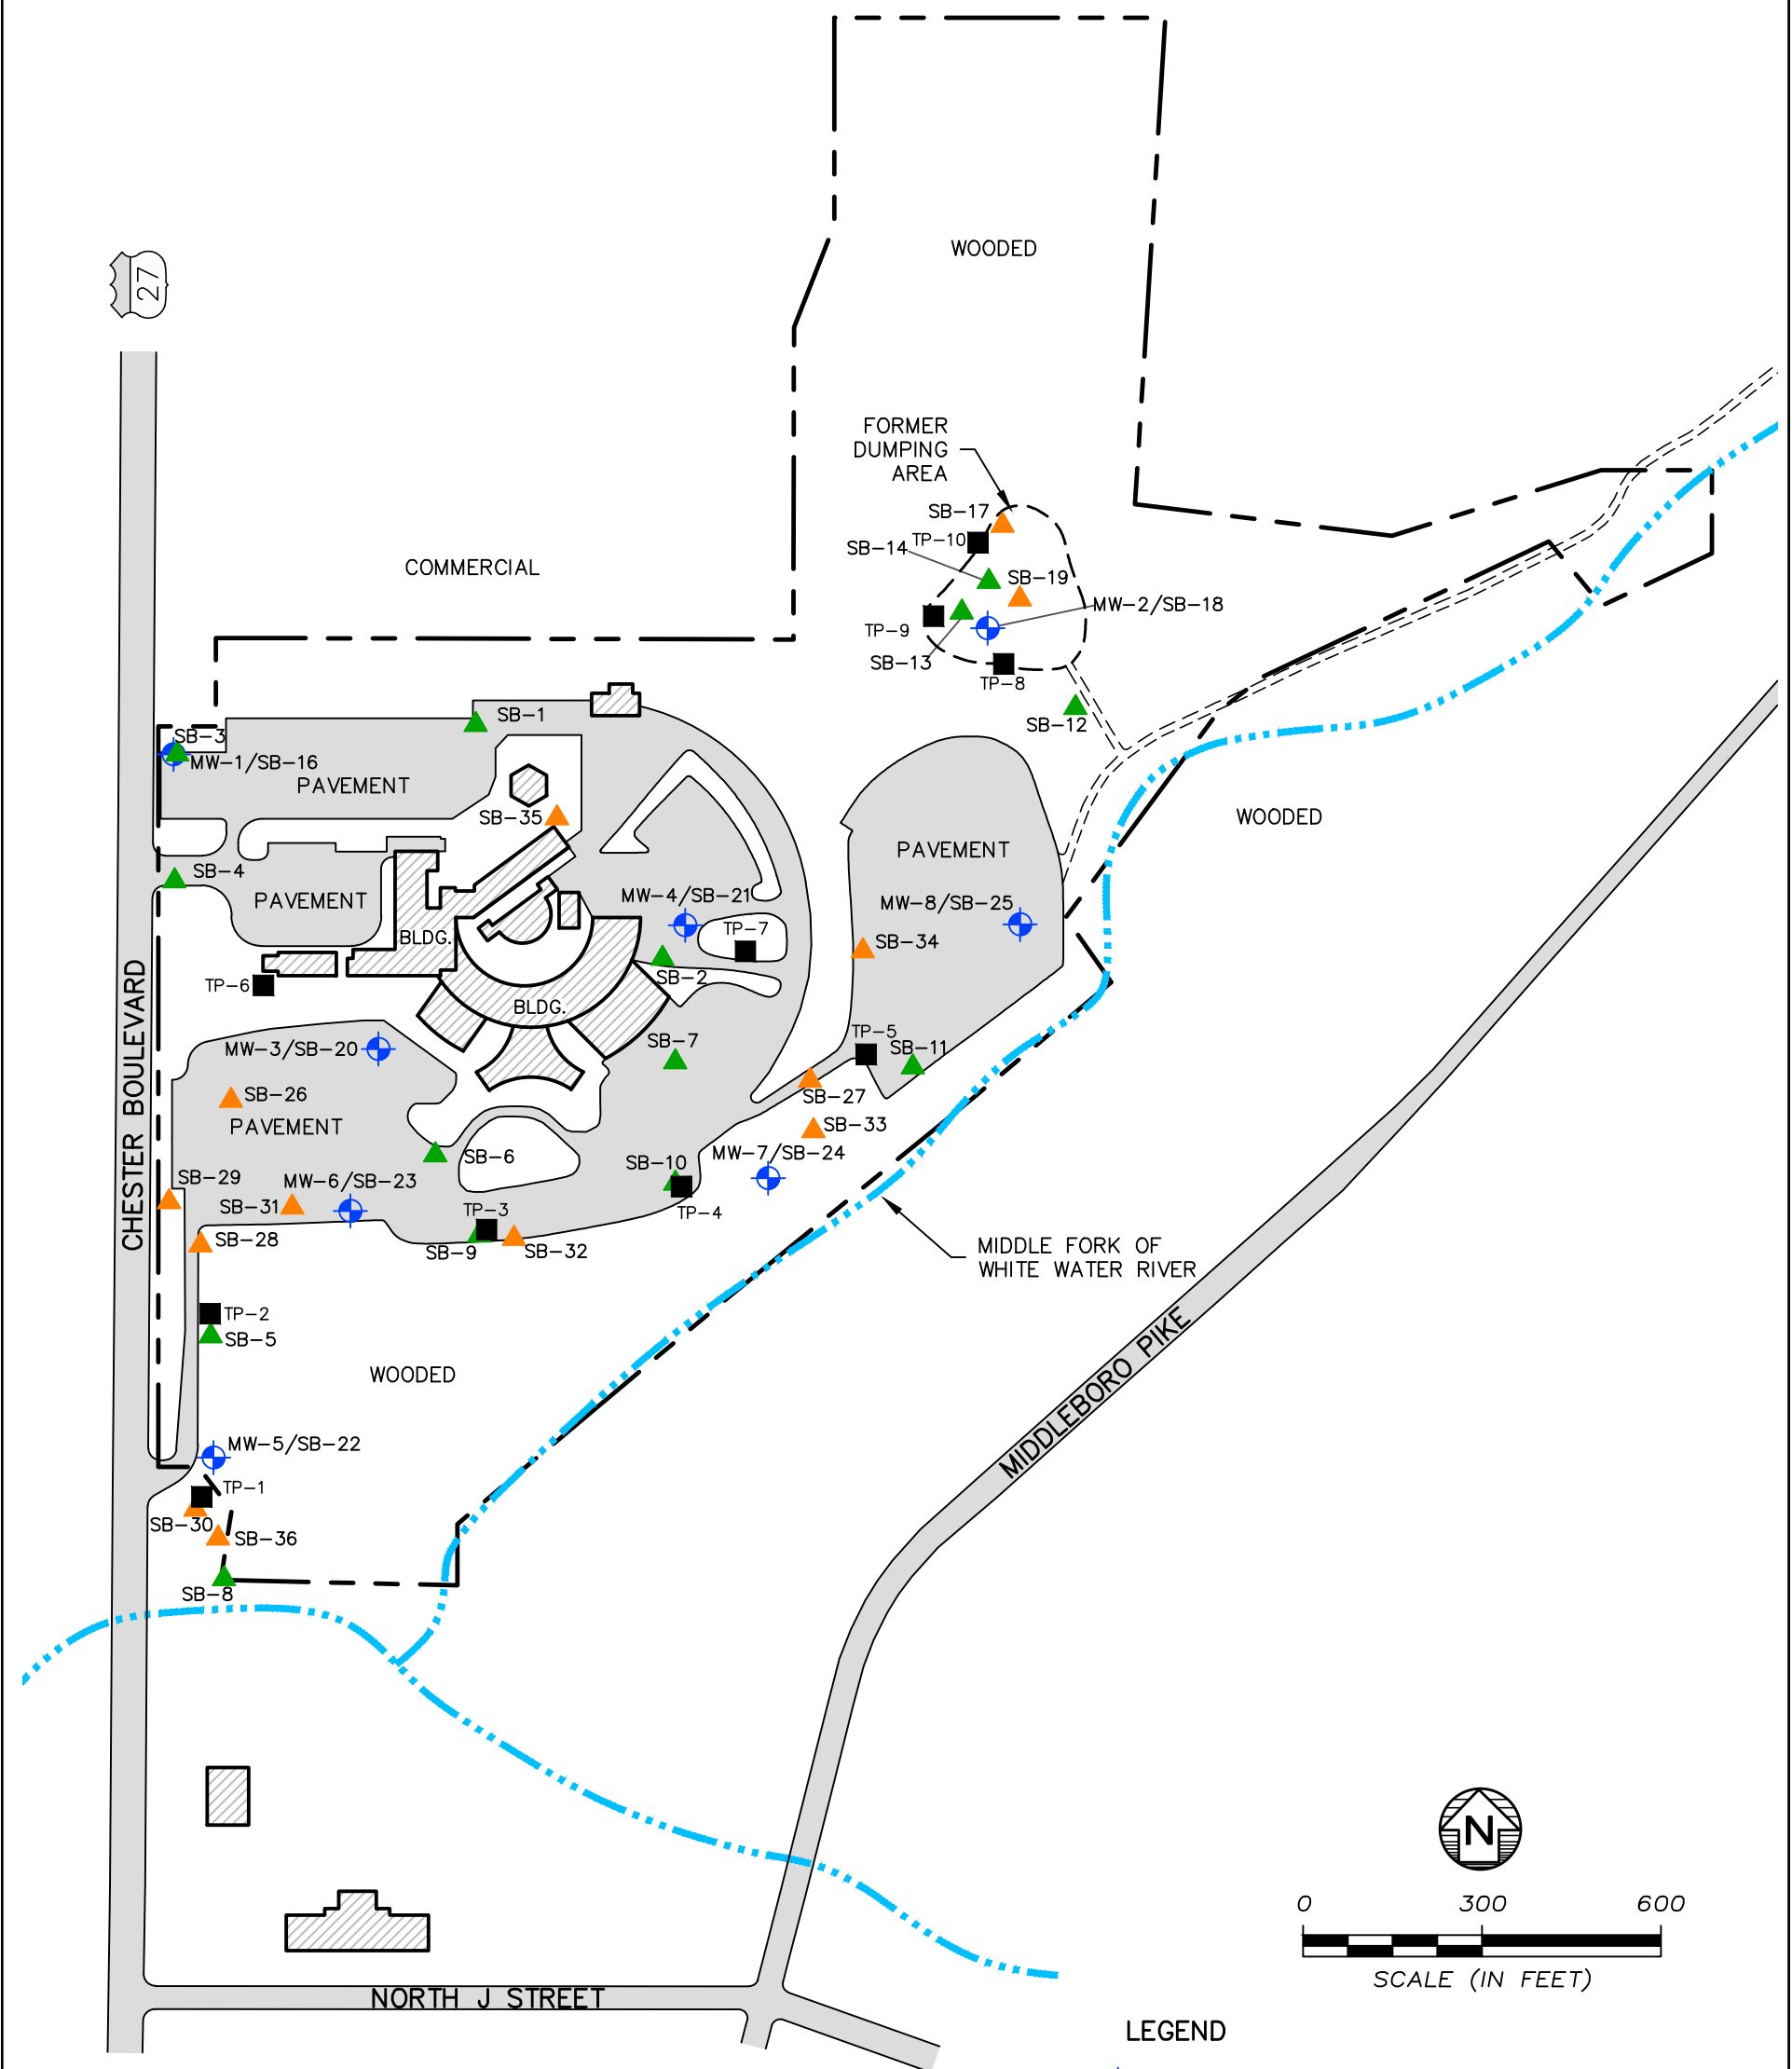 WOODED
27
FORMER
DUMPING
AREA
SB-17
TP-10
SB-14
COMMERCIAL
SB-19
MW-2/SB-18
TP-9
SB-13
TP-8
SB-12
SB-1
SB-3
MW-1/SB-16
PAVEMENT
SB-35
WOODED
PAVEMENT
SB-4
PAVEMENT
MW-4/SB-21
MW-8/SB-25
BLDG.
TP-7
SB-34
SB-2
TP-6
BLDG.
CHESTER BOULEVARD
MW-3/SB-20
SB-7
TP-5
SB-11
SB-26
SB-27
PAVEMENT
SB-33
SB-6
SB-10
MW-7/SB-24
SB-29
MW-6/SB-23
SB-31
TP-3
TP-4
SB-28
SB-9
SB-32
MIDDLE FORK OF
WHITE WATER RIVER
TP-2
SB-5
WOODED
MIDDLEBORO PIKE
MW-5/SB-22
TP-1
SB-30
SB-36
SB-8
N
0 300 600
SCALE (IN FEET)
NORTH J STREET
LEGEND